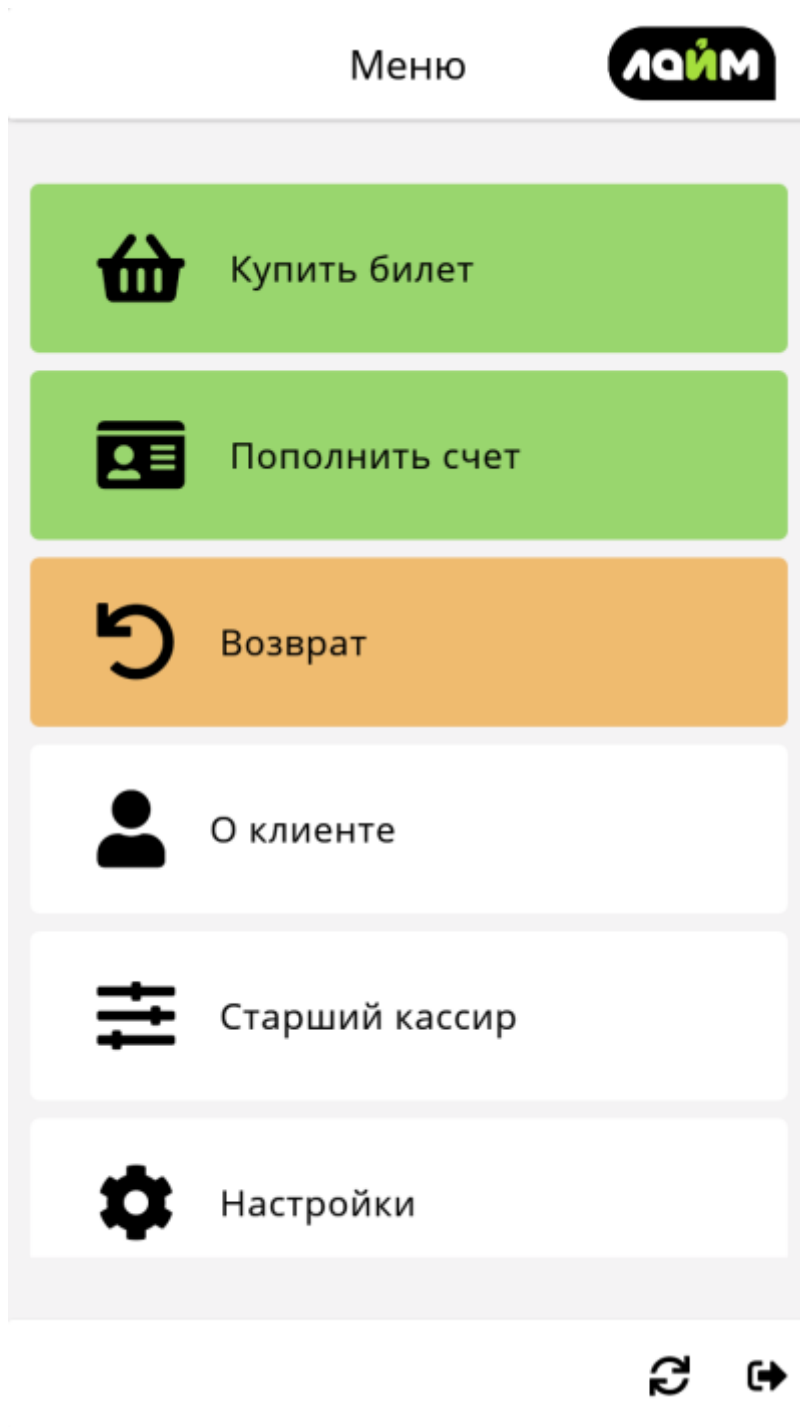 Меню
лайм
Купить билет
Пополнить счет
Возврат
О клиенте
Старший кассир
Настройки